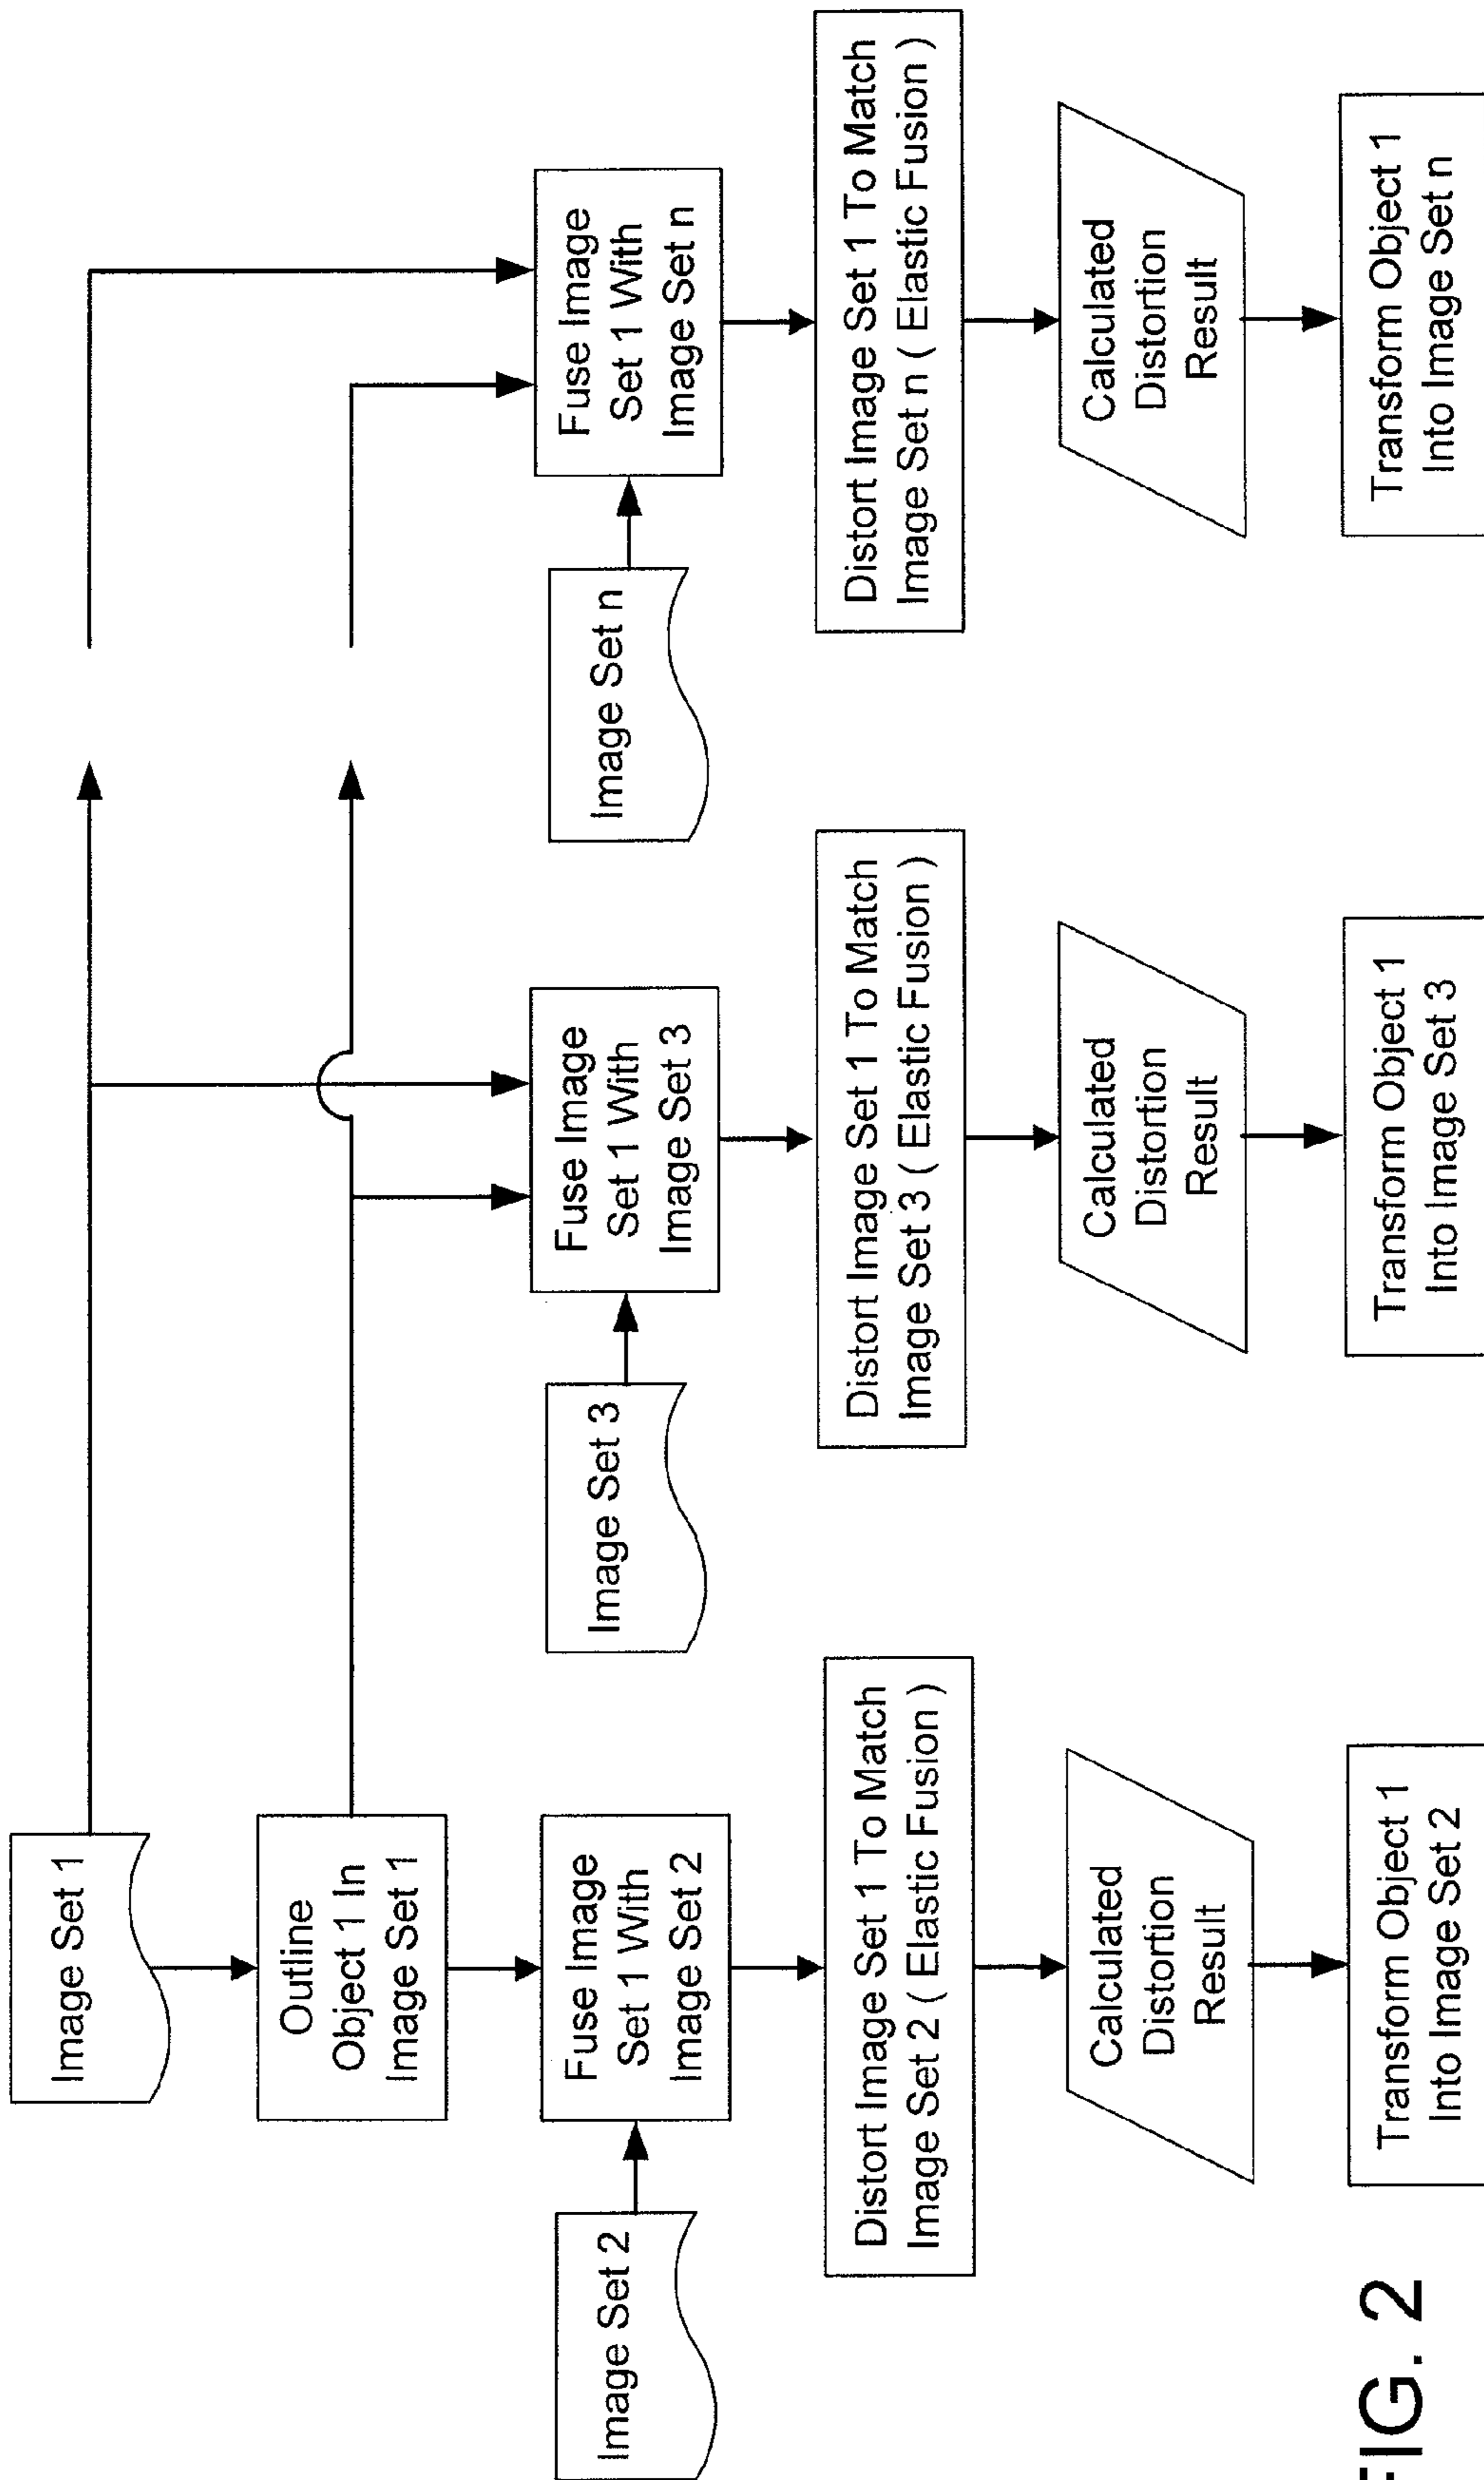 Image Set 1
Outline
Object 1 In
Image Set 1
Image Set 2
Fuse Image
Set 1 With
Image Set 2
Distort Image Set 1 To Match
Image Set 2 ( Elastic Fusion )
Calculated
Distortion
Result
Transform Object 1
Into Image Set 2
Image Set 3
Fuse Image
Set 1 With
Image Set 3
Distort Image Set 1 To Match
Image Set 3 ( Elastic Fusion )
Calculated
Distortion
Result
Transform Object 1
Into Image Set 3
Image Set n
Fuse Image
Set 1 With
Image Set n
Distort Image Set 1 To Match
Image Set n ( Elastic Fusion )
Calculated
Distortion
Result
Transform Object 1
Into Image Set n
FIG. 2